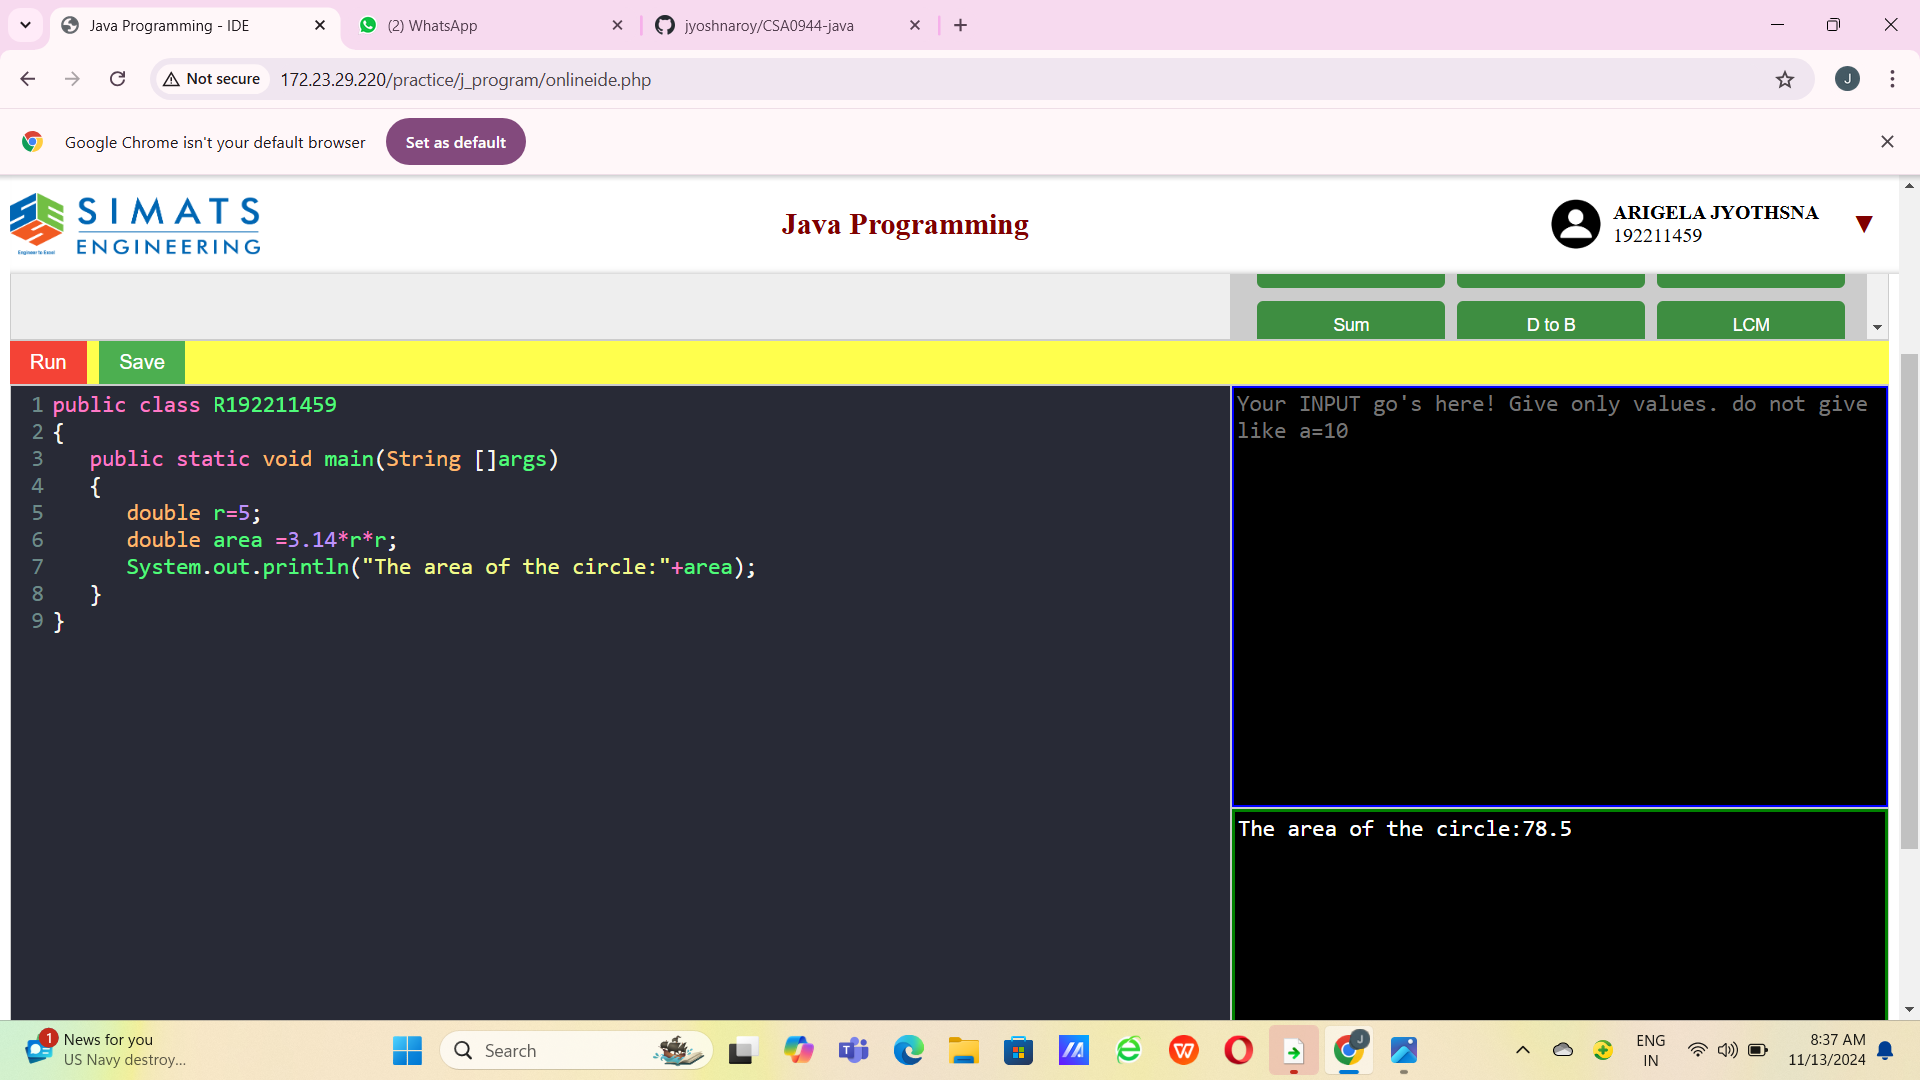 Java Programming - IDE
(2) WhatsApp
jyoshnaroy/CSA0944-java
Not secure
172.23.29.220/practice/j_program/onlineide.php
J
Google Chrome isn't your default browser
Set as default
SIMATS
ENGINEERING
Engineer to Excel
Java Programming
ARIGELA JYOTHSNA
192211459
Sum
D to B
LCM
Run
Save
1 public class R192211459
2 {
3 public static void main(String []args)
4 {
5 double r=5;
6 double area =3.14*r*r;
7 System.out.println("The area of the circle:"+area);
8 }
9 }
Your INPUT go's here! Give only values. do not give
like a=10
The area of the circle:78.5
1
News for you
US Navy destroy...
Search
J
ENG
IN
8:37 AM
11/13/2024